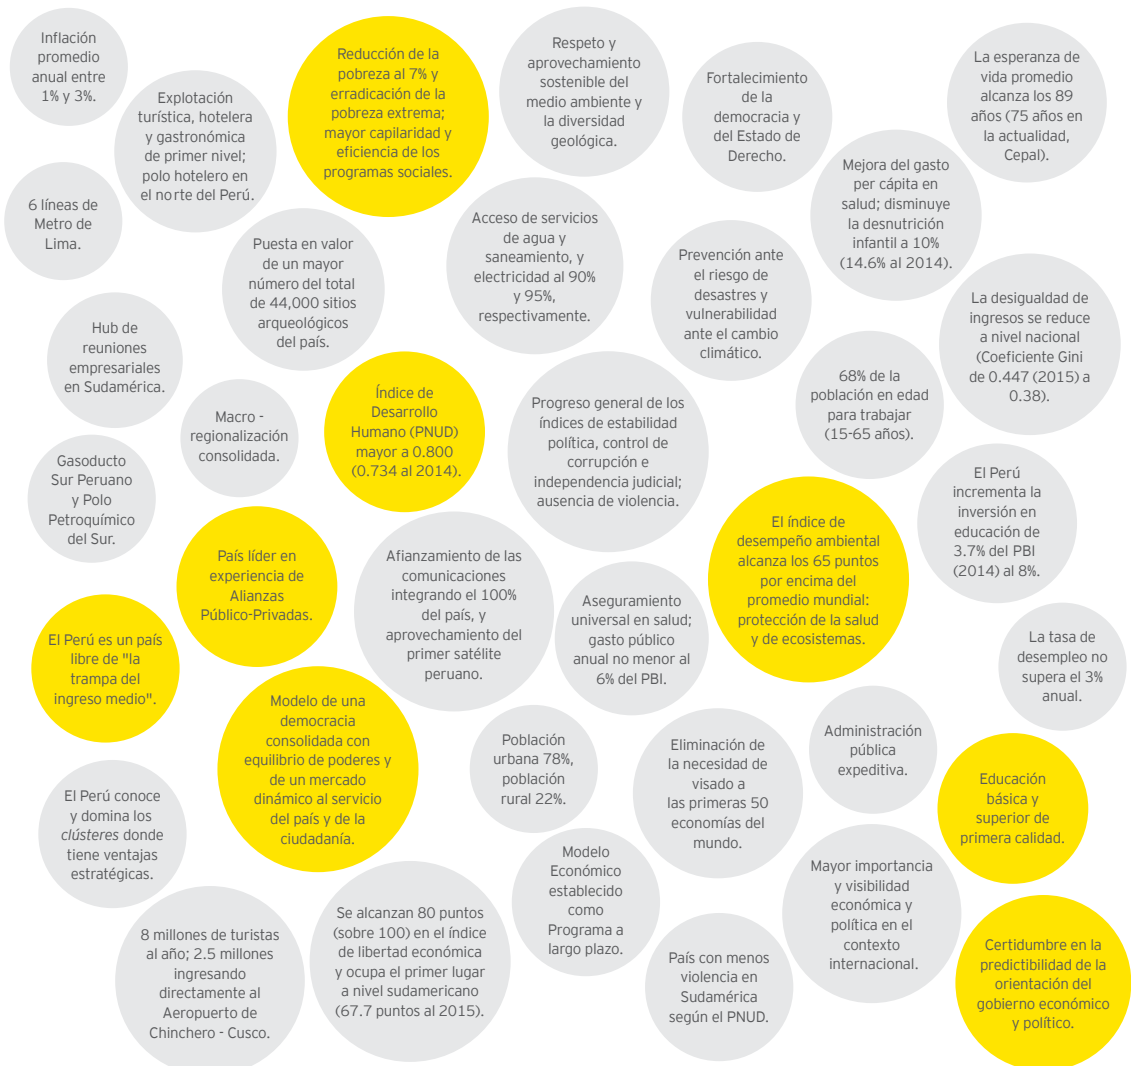 Inflación
promedio
anual entre
1% y 3%.
Explotación
turística, hotelera
y gastronómica
de primer nivel;
polo hotelero en
el norte del Perú.
Reducción de la
pobreza al 7% y
erradicación de la
pobreza extrema;
mayor capilaridad y
eficiencia de los
programas sociales.
Respeto y
aprovechamiento
sostenible del
medio ambiente y
la diversidad
geológica.
Fortalecimiento
de la
democracia y
del Estado de
Derecho.
La esperanza de
vida promedio
alcanza los 89
años (75 años en
la actualidad,
Cepal).
6 líneas de
Metro de
Lima.
Puesta en valor
de un mayor
número del total
de 44,000 sitios
arqueológicos
del país.
Acceso de servicios
de agua y
saneamiento, y
electricidad al 90%
y 95%,
respectivamente.
Prevención ante
el riesgo de
desastres y
vulnerabilidad
ante el cambio
climático.
Mejora del gasto
per cápita en
salud; disminuye
la desnutrición
infantil a 10%
(14.6% al 2014).
La desigualdad de
ingresos se reduce
a nivel nacional
(Coeficiente Gini
de 0.447 (2015) a
0.38).
Hub de
reuniones
empresariales
en Sudamérica.
Macro -
regionalización
consolidada.
Índice de
Desarrollo
Humano (PNUD)
mayor a 0.800
(0.734 al 2014).
Progreso general de los
índices de estabilidad
política, control de
corrupción e
independencia judicial;
ausencia de violencia.
68% de la
población en edad
para trabajar
(15-65 años).
Gasoducto
Sur Peruano
y Polo
Petroquímico
del Sur.
País líder en
experiencia de
Alianzas
Público-Privadas.
Afianzamiento de las
comunicaciones
integrando el 100%
del país, y
aprovechamiento del
primer satélite
peruano.
Aseguramiento
universal en salud;
gasto público
anual no menor al
6% del PBI.
El índice de
desempeño ambiental
alcanza los 65 puntos
por encima del
promedio mundial:
protección de la salud
y de ecosistemas.
El Perú
incrementa la
inversión en
educación de
3.7% del PBI
(2014) al 8%.
El Perú es un país
libre de "la
trampa del
ingreso medio".
Modelo de una
democracia
consolidada con
equilibrio de poderes y
de un mercado
dinámico al servicio
del país y de la
ciudadanía.
Población
urbana 78%,
población
rural 22%.
Eliminación de
la necesidad de
visado a
las primeras 50
economías del
mundo.
Administración
pública
expeditiva.
La tasa de
desempleo no
supera el 3%
anual.
El Perú conoce
y domina los
clústeres donde
tiene ventajas
estratégicas.
Educación
básica y
superior de
primera calidad.
8 millones de turistas
al año; 2.5 millones
ingresando
directamente al
Aeropuerto de
Chinchero - Cusco.
Se alcanzan 80 puntos
(sobre 100) en el índice
de libertad económica
y ocupa el primer lugar
a nivel sudamericano
(67.7 puntos al 2015).
Modelo
Económico
establecido
como
Programa a
largo plazo.
País con menos
violencia en
Sudamérica
según el PNUD.
Mayor importancia
y visibilidad
económica y
política en el
contexto
internacional.
Certidumbre en la
predictibilidad de la
orientación del
gobierno económico
y político.